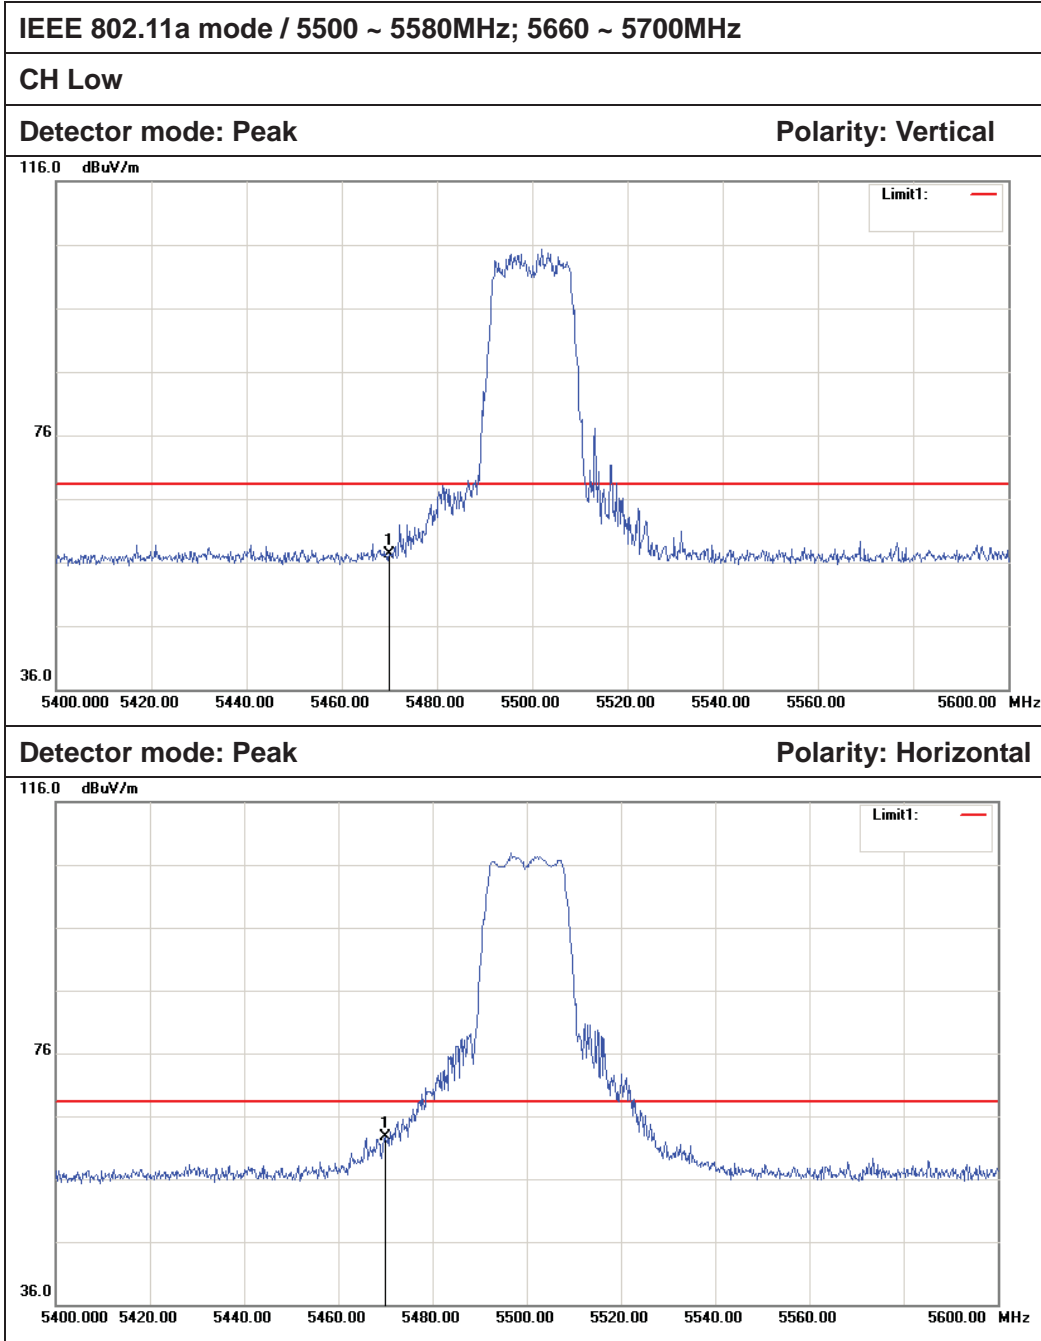 IEEE 802.11a mode / 5500 ~ 5580MHz; 5660 ~ 5700MHz
CH Low
Detector mode: Peak Polarity: Vertical
116.0 dBuV/m
Limit1:
76
1
36.0
5400.000 5420.00 5440.00 5460.00 5480.00 5500.00 5520.00 5540.00 5560.00 5600.00 MHz
Detector mode: Peak Polarity: Horizontal
116.0 dBuV/m
Limit1:
76
1
36.0
5400.000 5420.00 5440.00 5460.00 5480.00 5500.00 5520.00 5540.00 5560.00 5600.00 MHz